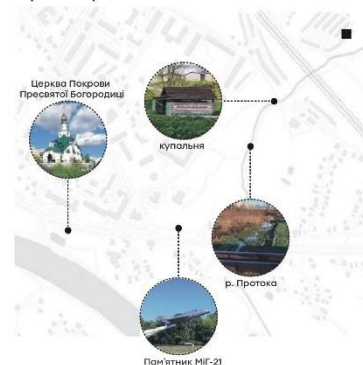 Церква Покрови
Пресвятої Богородиці
купальня
р. Протока
Пам'ятник МіГ-21